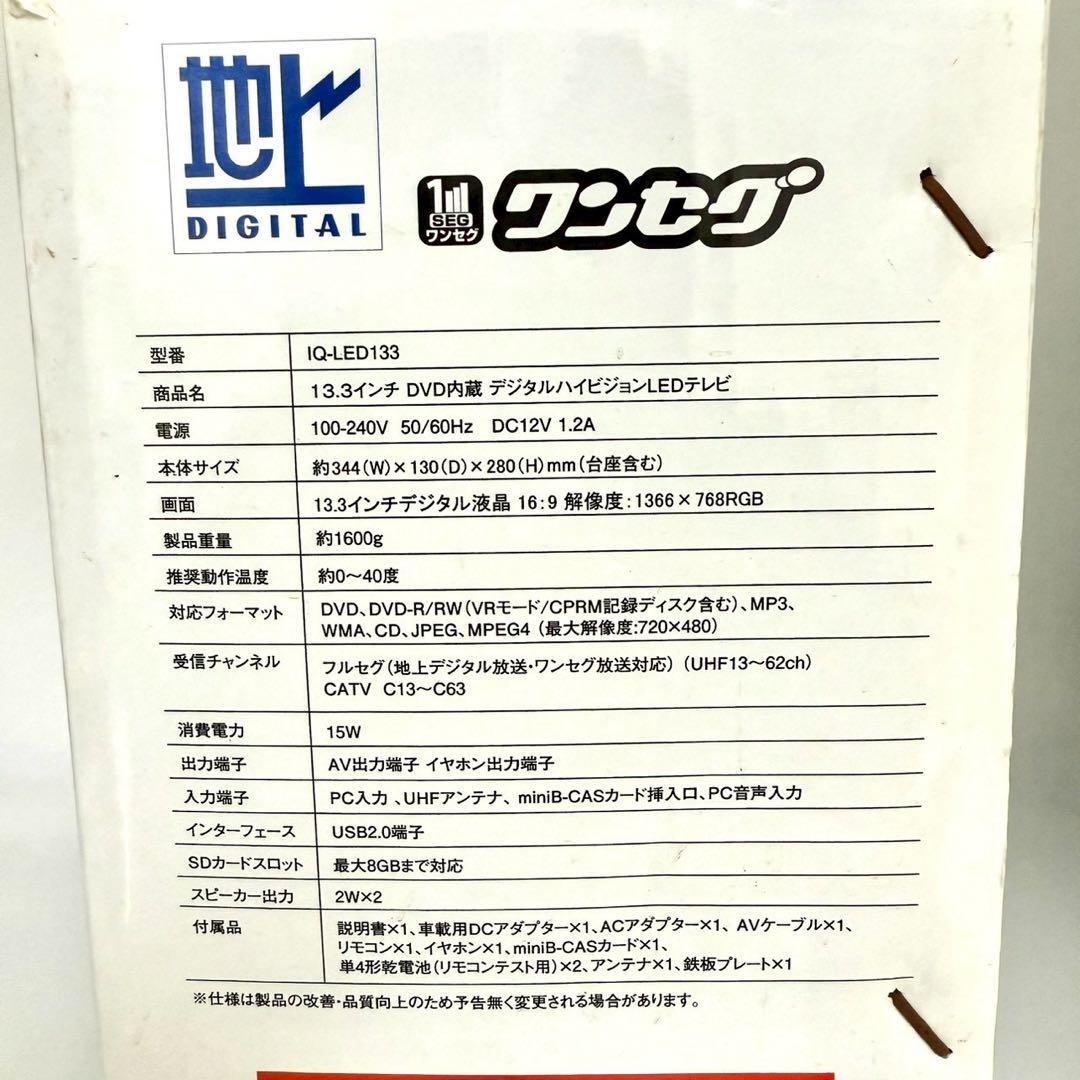 地上
DIGITAL
1
SEG
ワンセグ
ワンセグ
型番 IQ-LED133
商品名 13.3インチ DVD内蔵 デジタルハイビジョンLEDテレビ
電源 100-240V 50/60Hz DC12V 1.2A
本体サイズ 約344(W)×130(D)×280(H)mm(台座含む)
画面 13.3インチデジタル液晶 16:9 解像度:1366×768RGB
製品重量 約1600g
推奨動作温度 約0〜40度
対応フォーマット DVD、DVD-R/RW(VRモード/CPRM記録ディスク含む)、MP3、
WMA、CD、JPEG、MPEG4 (最大解像度:720×480)
受信チャンネル フルセグ(地上デジタル放送・ワンセグ放送対応) (UHF13〜62ch)
CATV C13〜C63
消費電力 15W
出力端子 AV出力端子 イヤホン出力端子
入力端子 PC入力 、UHFアンテナ、 miniB-CASカード挿入口、PC音声入力
インターフェース USB2.0端子
SDカードスロット 最大8GBまで対応
スピーカー出力 2W×2
付属品 説明書×1、車載用DCアダプター×1、ACアダプター×1、 AVケーブル×1、
リモコン×1、イヤホン×1、miniB-CASカード×1、
単4形乾電池(リモコンテスト用)×2、アンテナ×1、鉄板プレート×1
※仕様は製品の改善・品質向上のため予告無く変更される場合があります。